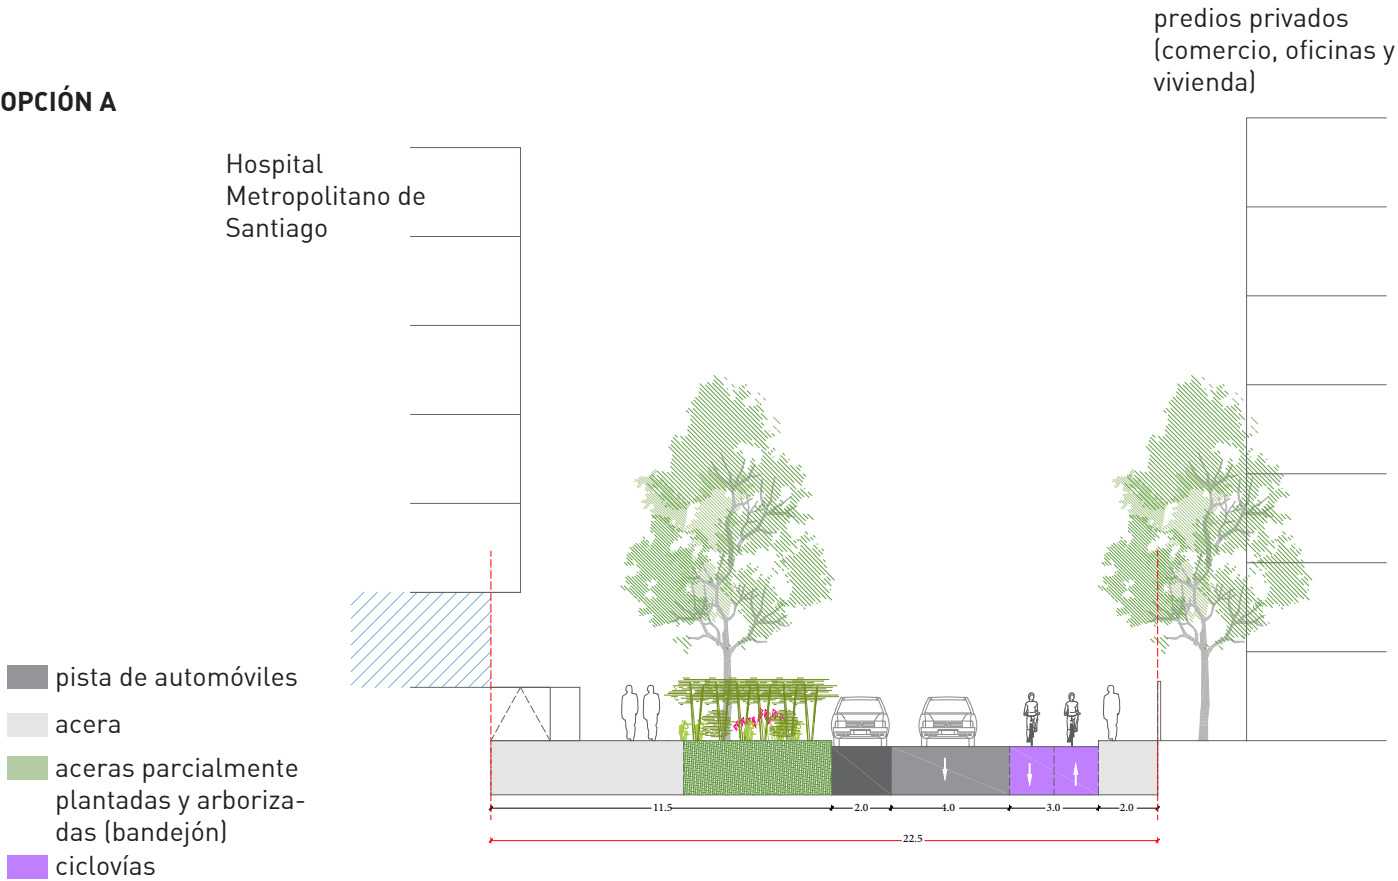 predios privados
(comercio, oficinas y
vivienda)
OPCIÓN A
Hospital
Metropolitano de
Santiago
pista de automóviles
acera
aceras parcialmente
plantadas y arboriza-
das (bandejón)
ciclovías
11.5 2.0 4.0 3.0 2.0
22.5